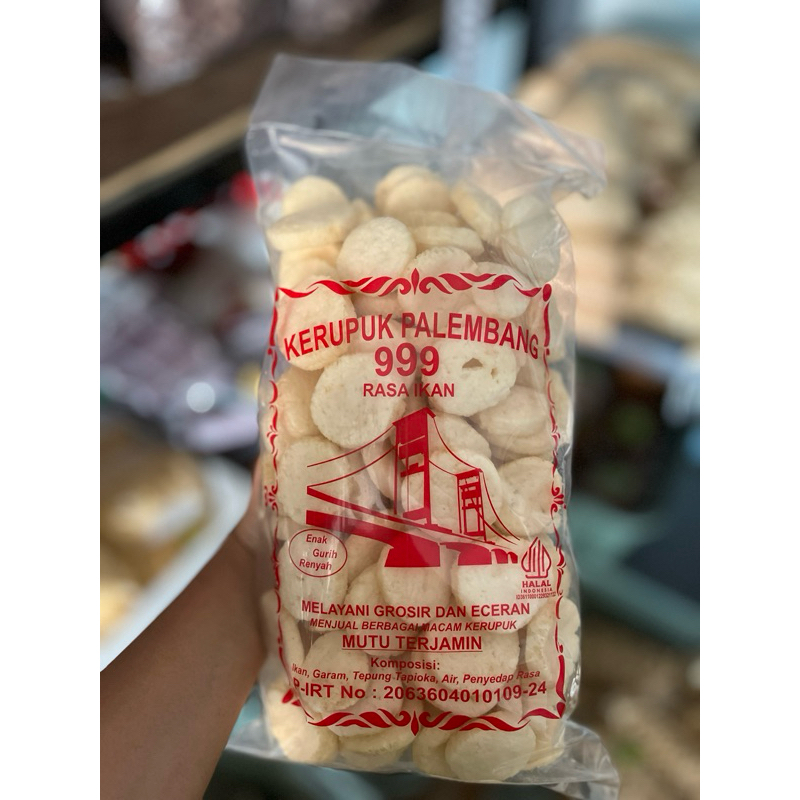 KERUPUK PALEMBANG
999
RASA IKAN
Enak
Gurih
Renyah
HALAL
INDONESIA
MELAYANI GROSIR DAN ECERAN
MENJUAL BERBAGAI MACAM KERUPUK
MUTU TERJAMIN
Komposisi:
Ikan, Garam, Tepung Tapioka, Air, Penyedap Rasa
P-IRT No : 2063604010109-24